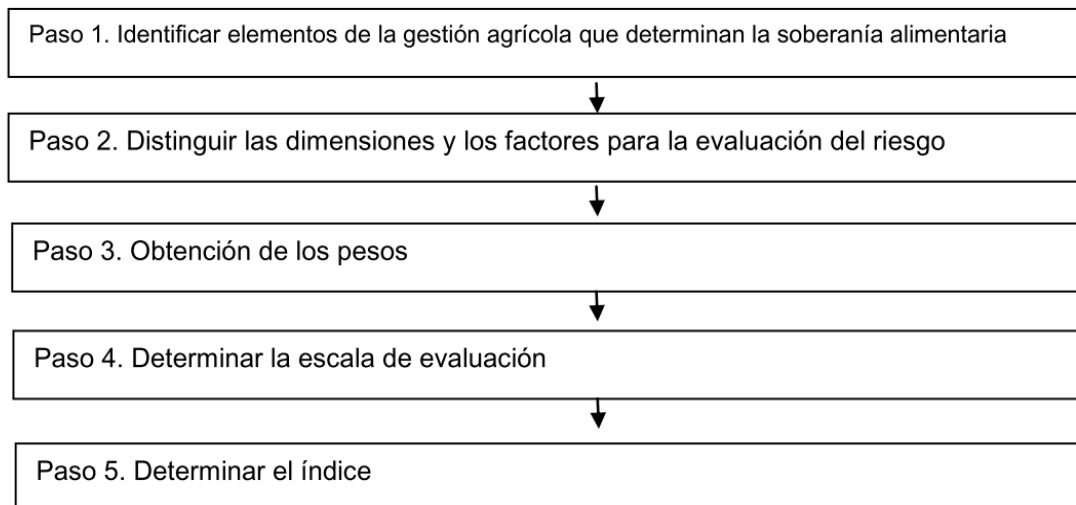 Paso 1. Identificar elementos de la gestión agrícola que determinan la soberanía alimentaria
Paso 2. Distinguir las dimensiones y los factores para la evaluación del riesgo
Paso 3. Obtención de los pesos
Paso 4. Determinar la escala de evaluación
Paso 5. Determinar el índice